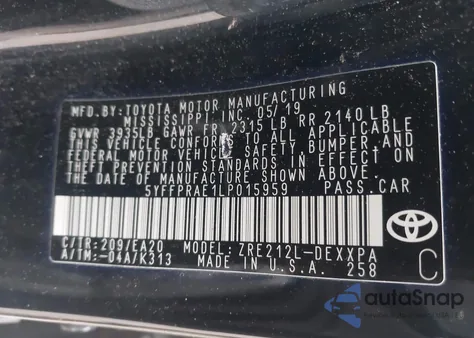 MFD.BY:TOYOTA MOTOR MANUFACTURING
MISSISSIPPI, INC. 05/19
GVWR 3935LB GAWR FR 2315 LB RR 2140 LB
THIS VEHICLE CONFORMS TO ALL APPLICABLE
FEDERAL MOTOR VEHICLE SAFETY, BUMPER, AND
THEFT PREVENTION STANDARDS IN EFFECT ON
THE DATE OF MANUFACTURE SHOWN ABOVE.
5YFFPRAE1LP015959 PASS.CAR
C/TR: 209/EA20 MODEL: ZRE212L-DEXXPA
A/TM: -04A/K313 MADE IN U.S.A. 258
C
autaSnap